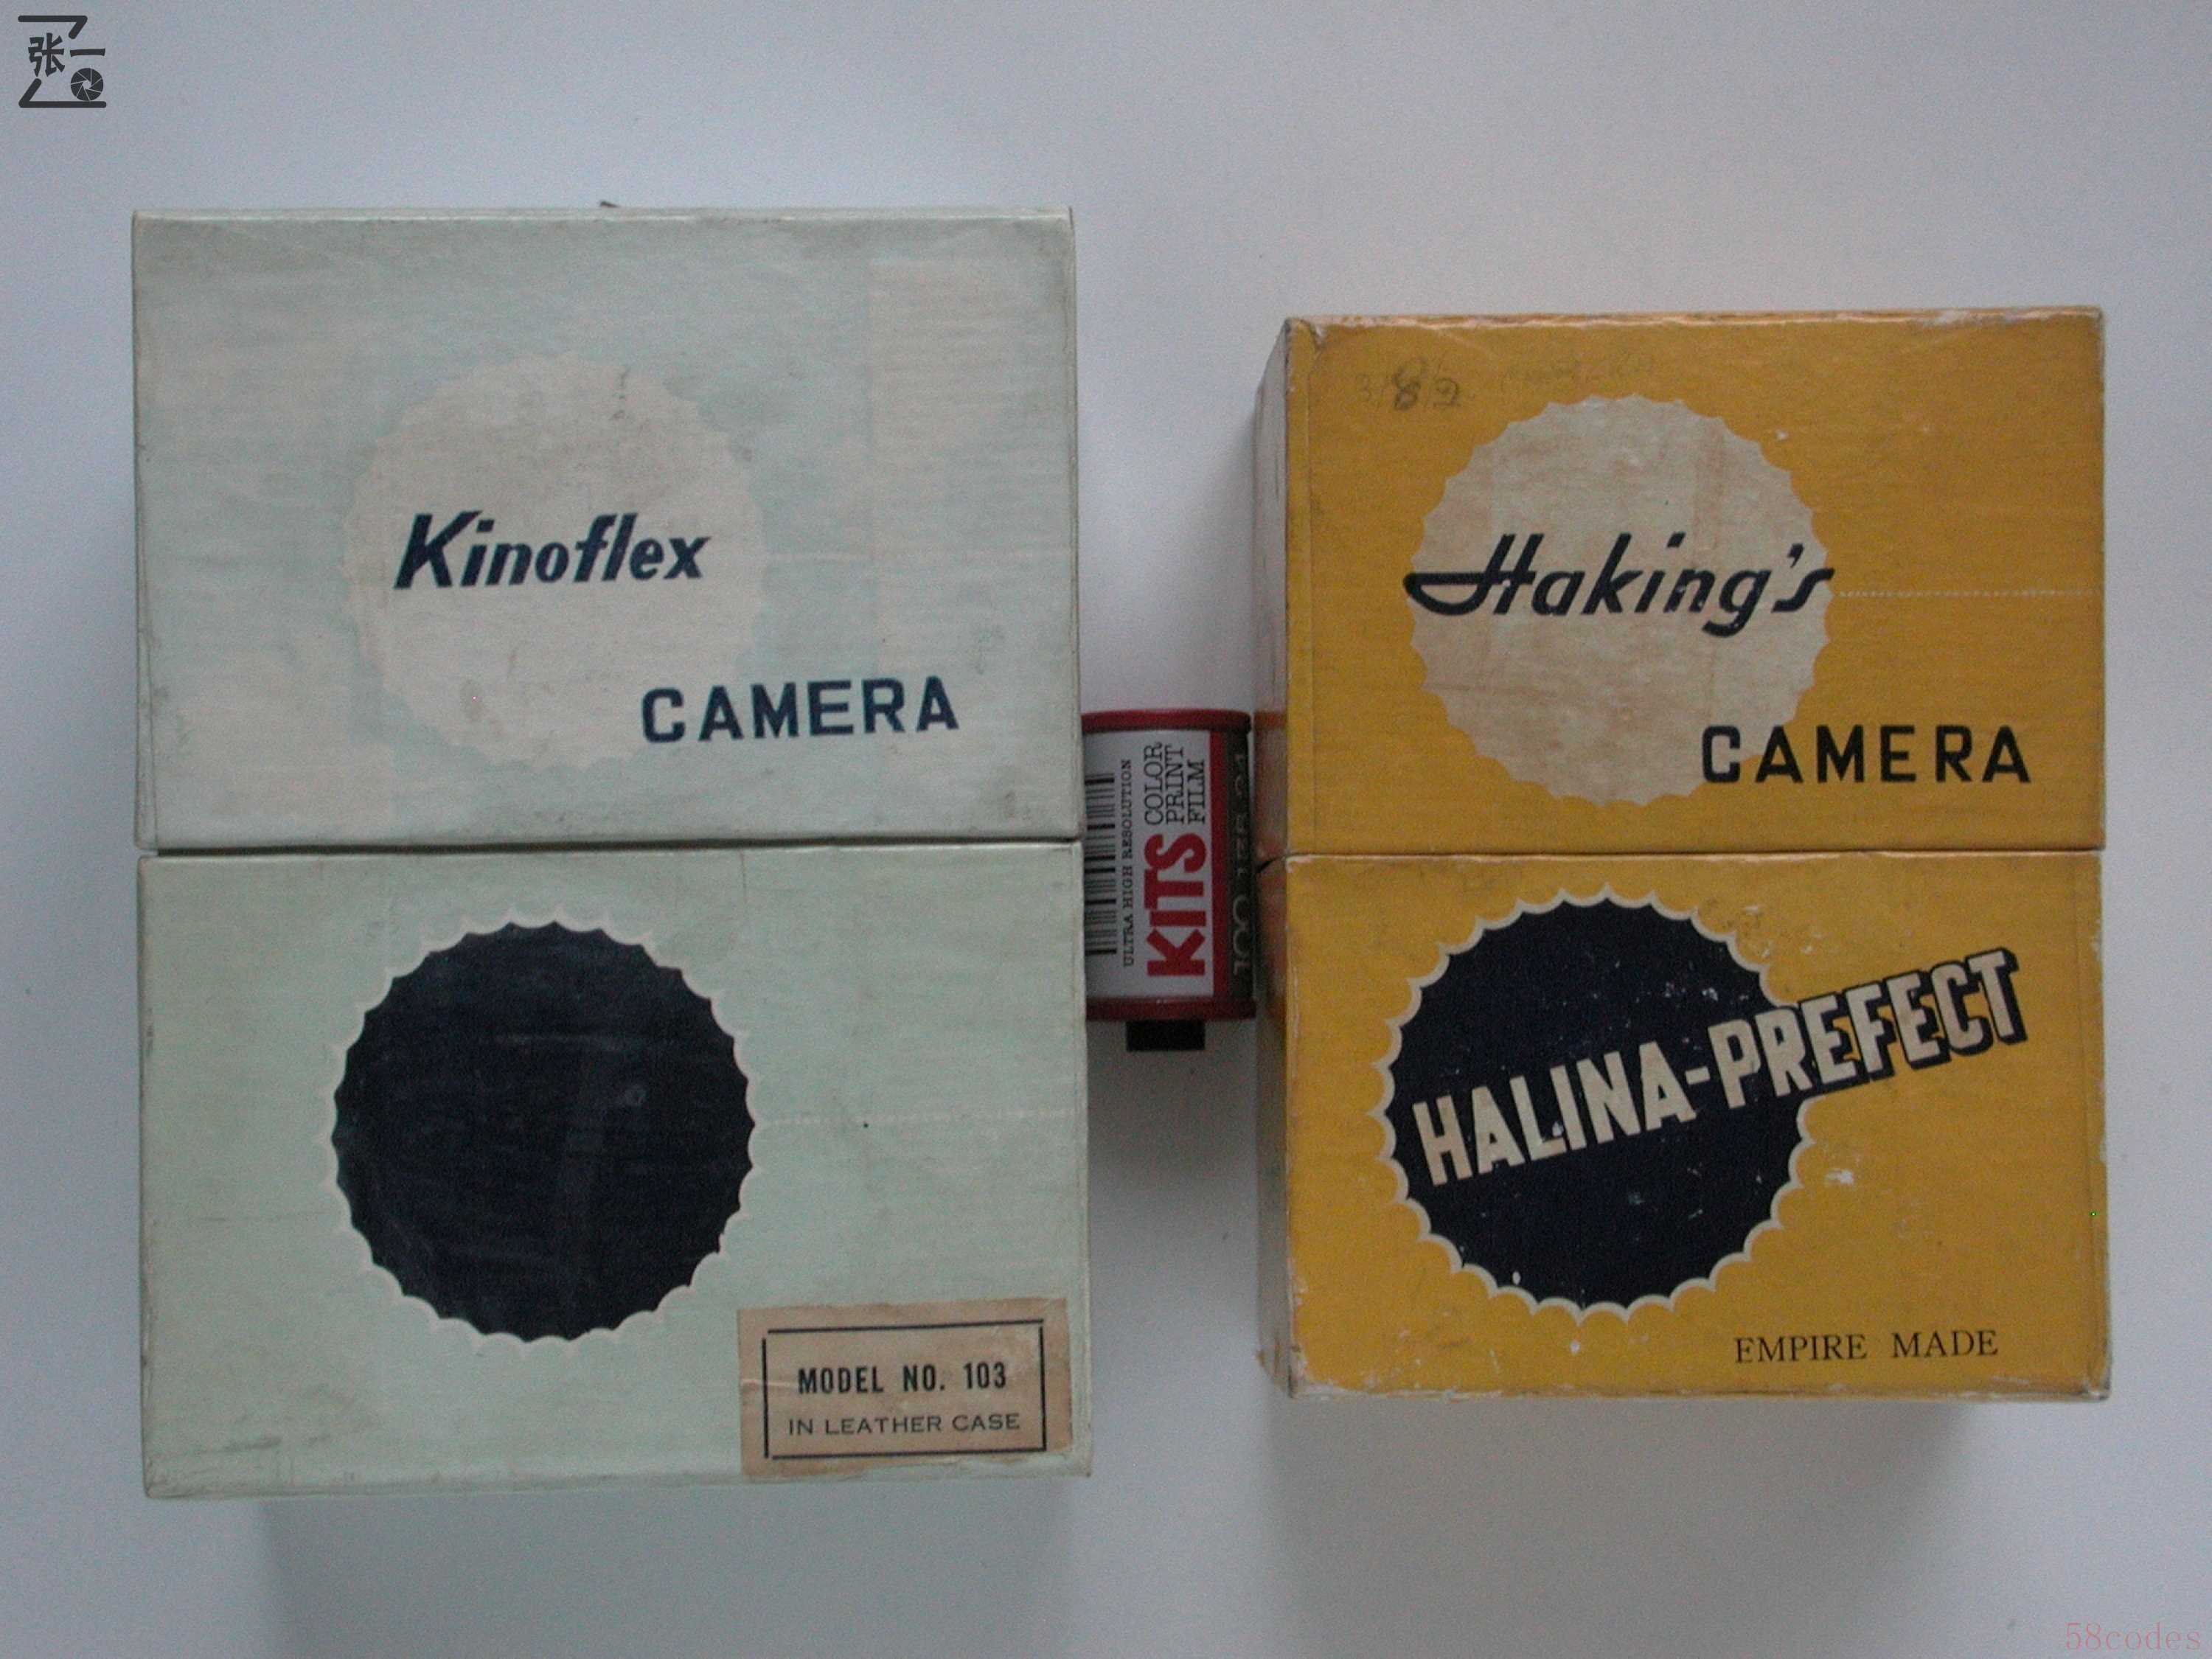 张一
Kinoflex
CAMERA
MODEL NO. 103
IN LEATHER CASE
ULTRA HIGH RESOLUTION
KITS
COLOR
PRINT
FILM
Haking's
CAMERA
HALINA-PREFECT
EMPIRE MADE
58codes